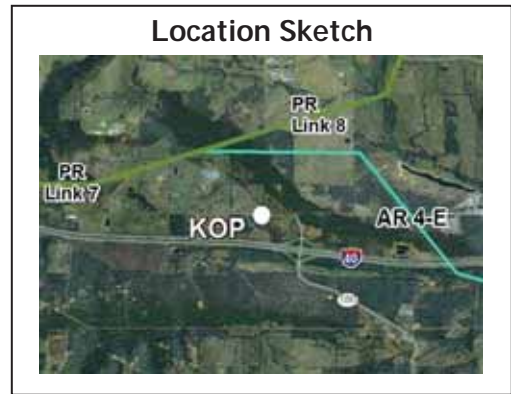 Location Sketch
PR
Link 8
PR
Link 7
AR 4-E
KOP
40